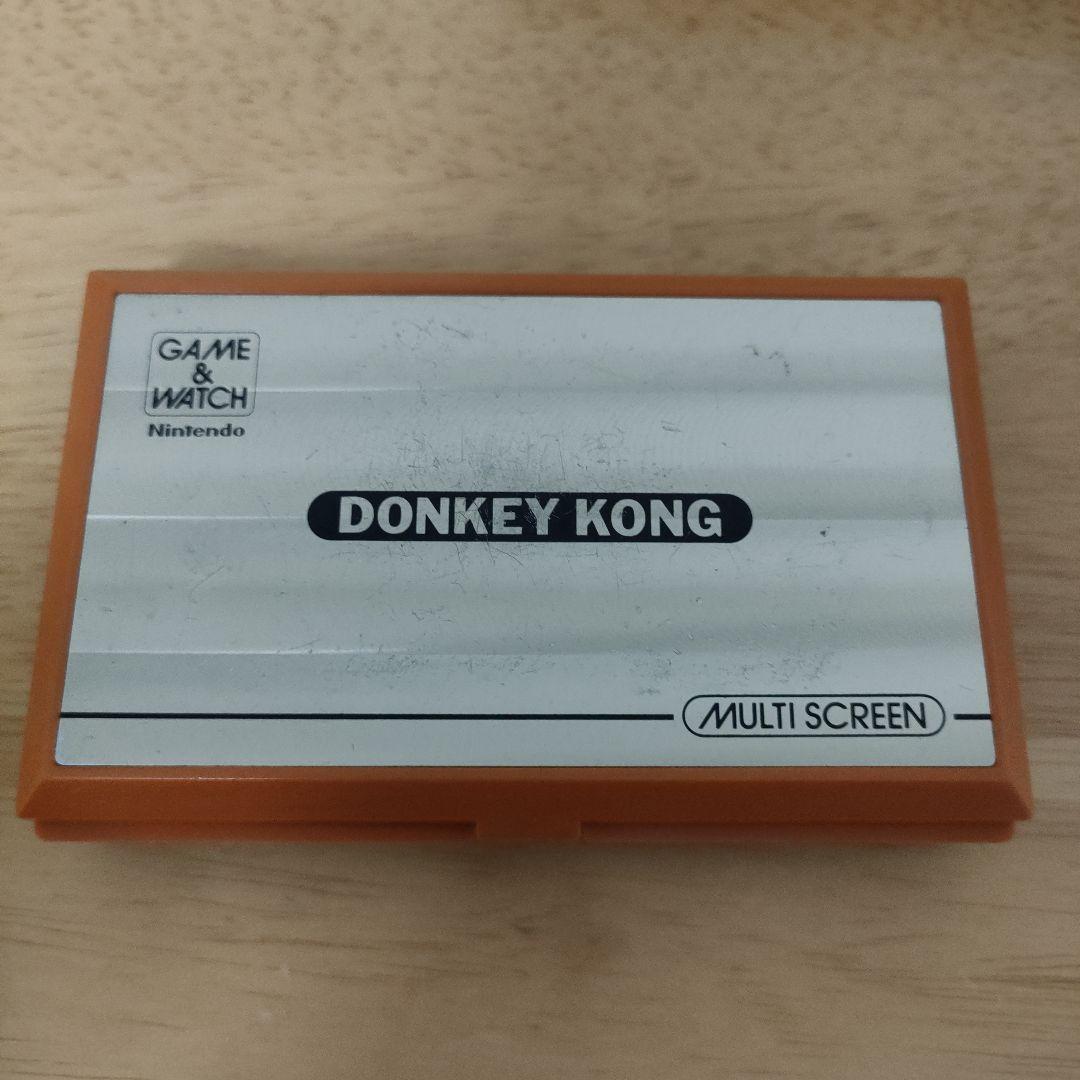 GAME
&
WATCH
Nintendo
DONKEY KONG
MULTI SCREEN